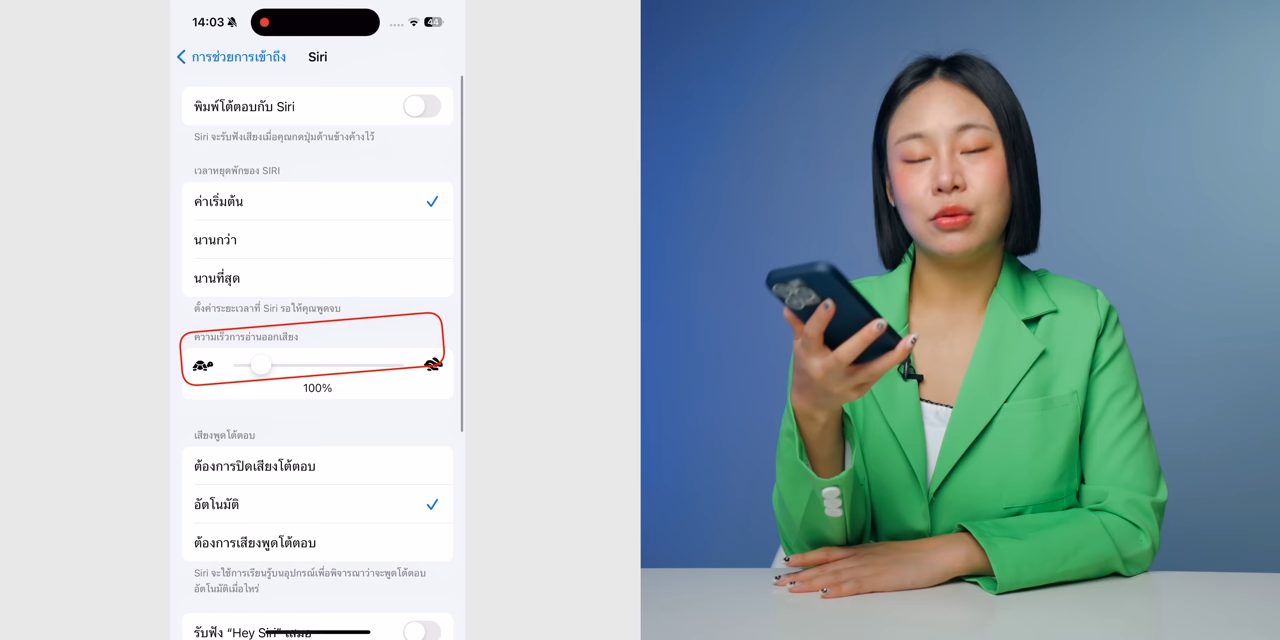 14:03
44
การช่วยการเข้าถึง
Siri
พิมพ์โต้ตอบกับ Siri
Siri จะรับฟังเสียงเมื่อคุณกดปุ่มด้านข้างค้างไว้
เวลาหยุดพักของ SIRI
ค่าเริ่มต้น
นานกว่า
นานที่สุด
ตั้งค่าระยะเวลาที่ Siri รอให้คุณพูดจบ
ความเร็วการอ่านออกเสียง
100%
เสียงพูดโต้ตอบ
ต้องการปิดเสียงโต้ตอบ
อัตโนมัติ
ต้องการเสียงพูดโต้ตอบ
Siri จะใช้การเรียนรู้บนอุปกรณ์เพื่อพิจารณาว่าจะพูดโต้ตอบ
อัตโนมัติเมื่อไหร่
รับฟัง “Hey Siri” เสมอ